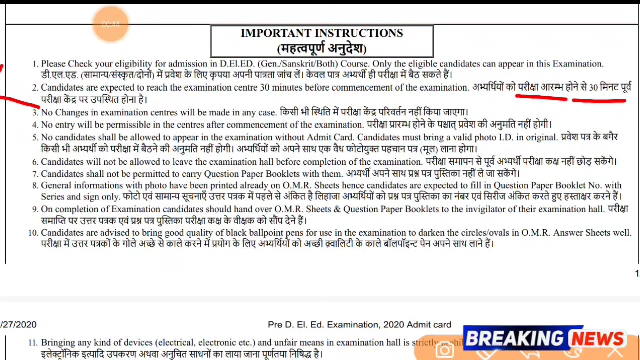 00:44
IMPORTANT INSTRUCTIONS
(महत्वपूर्ण अनुदेश)
1. Please Check your eligibility for admission in D.El.ED. (Gen./Sanskrit/Both) Course. Only the eligible candidates can appear in this Examination.
डी.एल.एड. (सामान्य/संस्कृत/दोनों) में प्रवेश के लिए कृपया अपनी पात्रता जांच लें। केवल पात्र अभ्यर्थी ही परीक्षा में बैठ सकते हैं।
2. Candidates are expected to reach the examination centre 30 minutes before commencement of the examination. अभ्यर्थियों को परीक्षा आरम्भ होने से 30 मिनट पूर्व
परीक्षा केंद्र पर उपस्थित होना है।
3. No Changes in examination centres will be made in any case. किसी भी स्थिति में परीक्षा केंद्र परिवर्तन नहीं किया जाएगा।
4. No entry will be permissible in the centres after commencement of the examination. परीक्षा प्रारम्भ होने के पश्चात् प्रवेश की अनुमति नहीं होगी।
5. No candidates shall be allowed to appear in the examination without Admit Card. Candidates must bring a valid photo I.D. in original. प्रवेश पत्र के बगैर
किसी भी अभ्यर्थी को परीक्षा में बैठने की अनुमति नहीं होगी। अभ्यर्थियों को अपने साथ एक वैध फोटोयुक्त पहचान पत्र (मूल) लाना होगा।
6. Candidates will not be allowed to leave the examination hall before completion of the examination. परीक्षा समापन से पूर्व अभ्यर्थी परीक्षा कक्ष नहीं छोड़ सकेंगे।
7. Candidates shall not be permitted to carry Question Paper Booklets with them. अभ्यर्थी अपने साथ प्रश्न पत्र पुस्तिका नहीं ले जा सकेंगे।
8. General informations with photo have been printed already on O.M.R. Sheets hence candidates are expected to fill in Question Paper Booklet No. with
Series and sign only. फोटो एवं सामान्य सूचनाएँ उत्तर पत्रक में पहले से अंकित है लिहाजा अभ्यर्थियों को प्रश्न पत्र पुस्तिका का नंबर एवं सिरीज अंकित करते हुए हस्ताक्षर करने हैं।
9. On completion of Examination candidates should hand over O.M.R. Sheets & Question Paper Booklets to the invigilator of their examination hall. परीक्षा
समाप्ति पर उत्तर पत्रक एवं प्रश्न पत्र पुस्तिका परीक्षा कक्ष के वीक्षक को सौंप देने हैं।
10. Candidates are advised to bring good quality of black ballpoint pens for use in the examination to darken the circles/ovals in O.M.R. Answer Sheets well.
परीक्षा में उत्तर पत्रकों के गोले अच्छे से काले करने में प्रयोग के लिए अभ्यर्थियों को अच्छी क्वालिटी के काले बॉलपॉइन्ट पेन अपने साथ लाने हैं।
/27/2020 Pre D. El. Ed. Examination, 2020 Admit card
11. Bringing any kind of devices (electrical, electronic etc.) and unfair means in examination hall is strictly
इलेक्ट्रॉनिक इत्यादि उपकरण अथवा अनुचित साधनों का लाया जाना पूर्णतया निषिद्ध है।
BREAKING NEWS